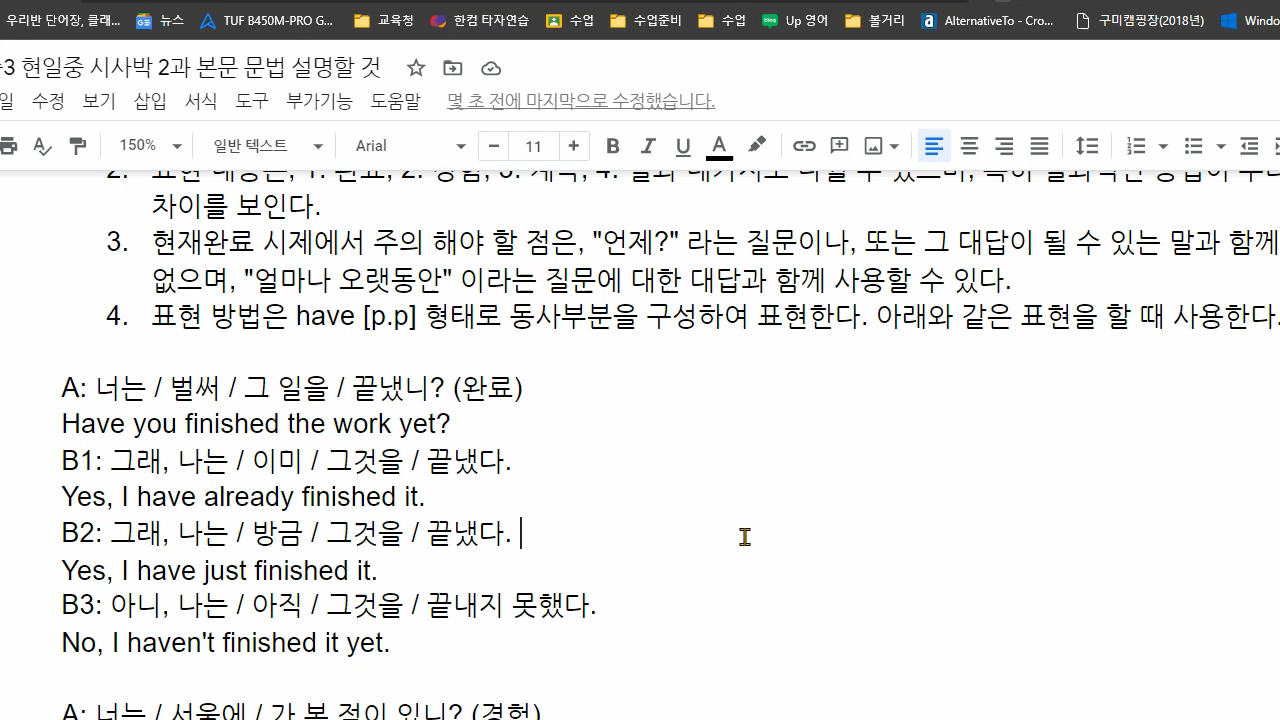 우리반 단어장, 클래... 뉴스 TUF B450M-PRO G... 교육청 한컴 타자연습 수업 수업준비 수업 Up 영어 볼거리 AlternativeTo - Cro... 구미캠핑장(2018년) Windo
3 현일중 시사박 2과 본문 문법 설명할 것
일 수정 보기 삽입 서식 도구 부가기능 도움말 몇 초 전에 마지막으로 수정했습니다.
150% 일반 텍스트 Arial 11
차이를 보인다.
3. 현재완료 시제에서 주의 해야 할 점은, "언제?" 라는 질문이나, 또는 그 대답이 될 수 있는 말과 함께
없으며, "얼마나 오랫동안" 이라는 질문에 대한 대답과 함께 사용할 수 있다.
4. 표현 방법은 have [p.p] 형태로 동사부분을 구성하여 표현한다. 아래와 같은 표현을 할 때 사용한다.
A: 너는 / 벌써 / 그 일을 / 끝냈니? (완료)
Have you finished the work yet?
B1: 그래, 나는 / 이미 / 그것을 / 끝냈다.
Yes, I have already finished it.
B2: 그래, 나는 / 방금 / 그것을 / 끝냈다.
Yes, I have just finished it.
B3: 아니, 나는 / 아직 / 그것을 / 끝내지 못했다.
No, I haven't finished it yet.
A: 너는 / 서울에 / 가 본 적이 있니? (경험)